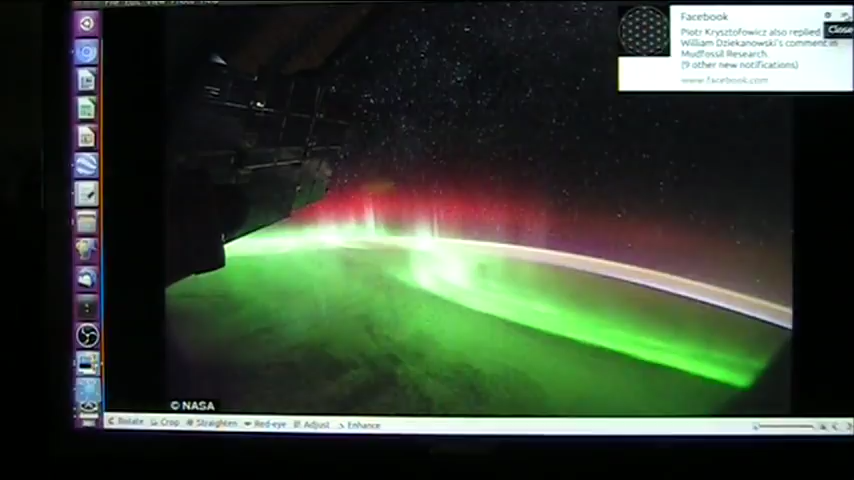 Facebook
Close
Piotr Krysztofowicz also replied
William Dziekanowski's comment in
Mudfossil Research.
(9 other new notifications)
www.facebook.com
© NASA
Rotate Crop Straighten Red-eye Adjust Enhance